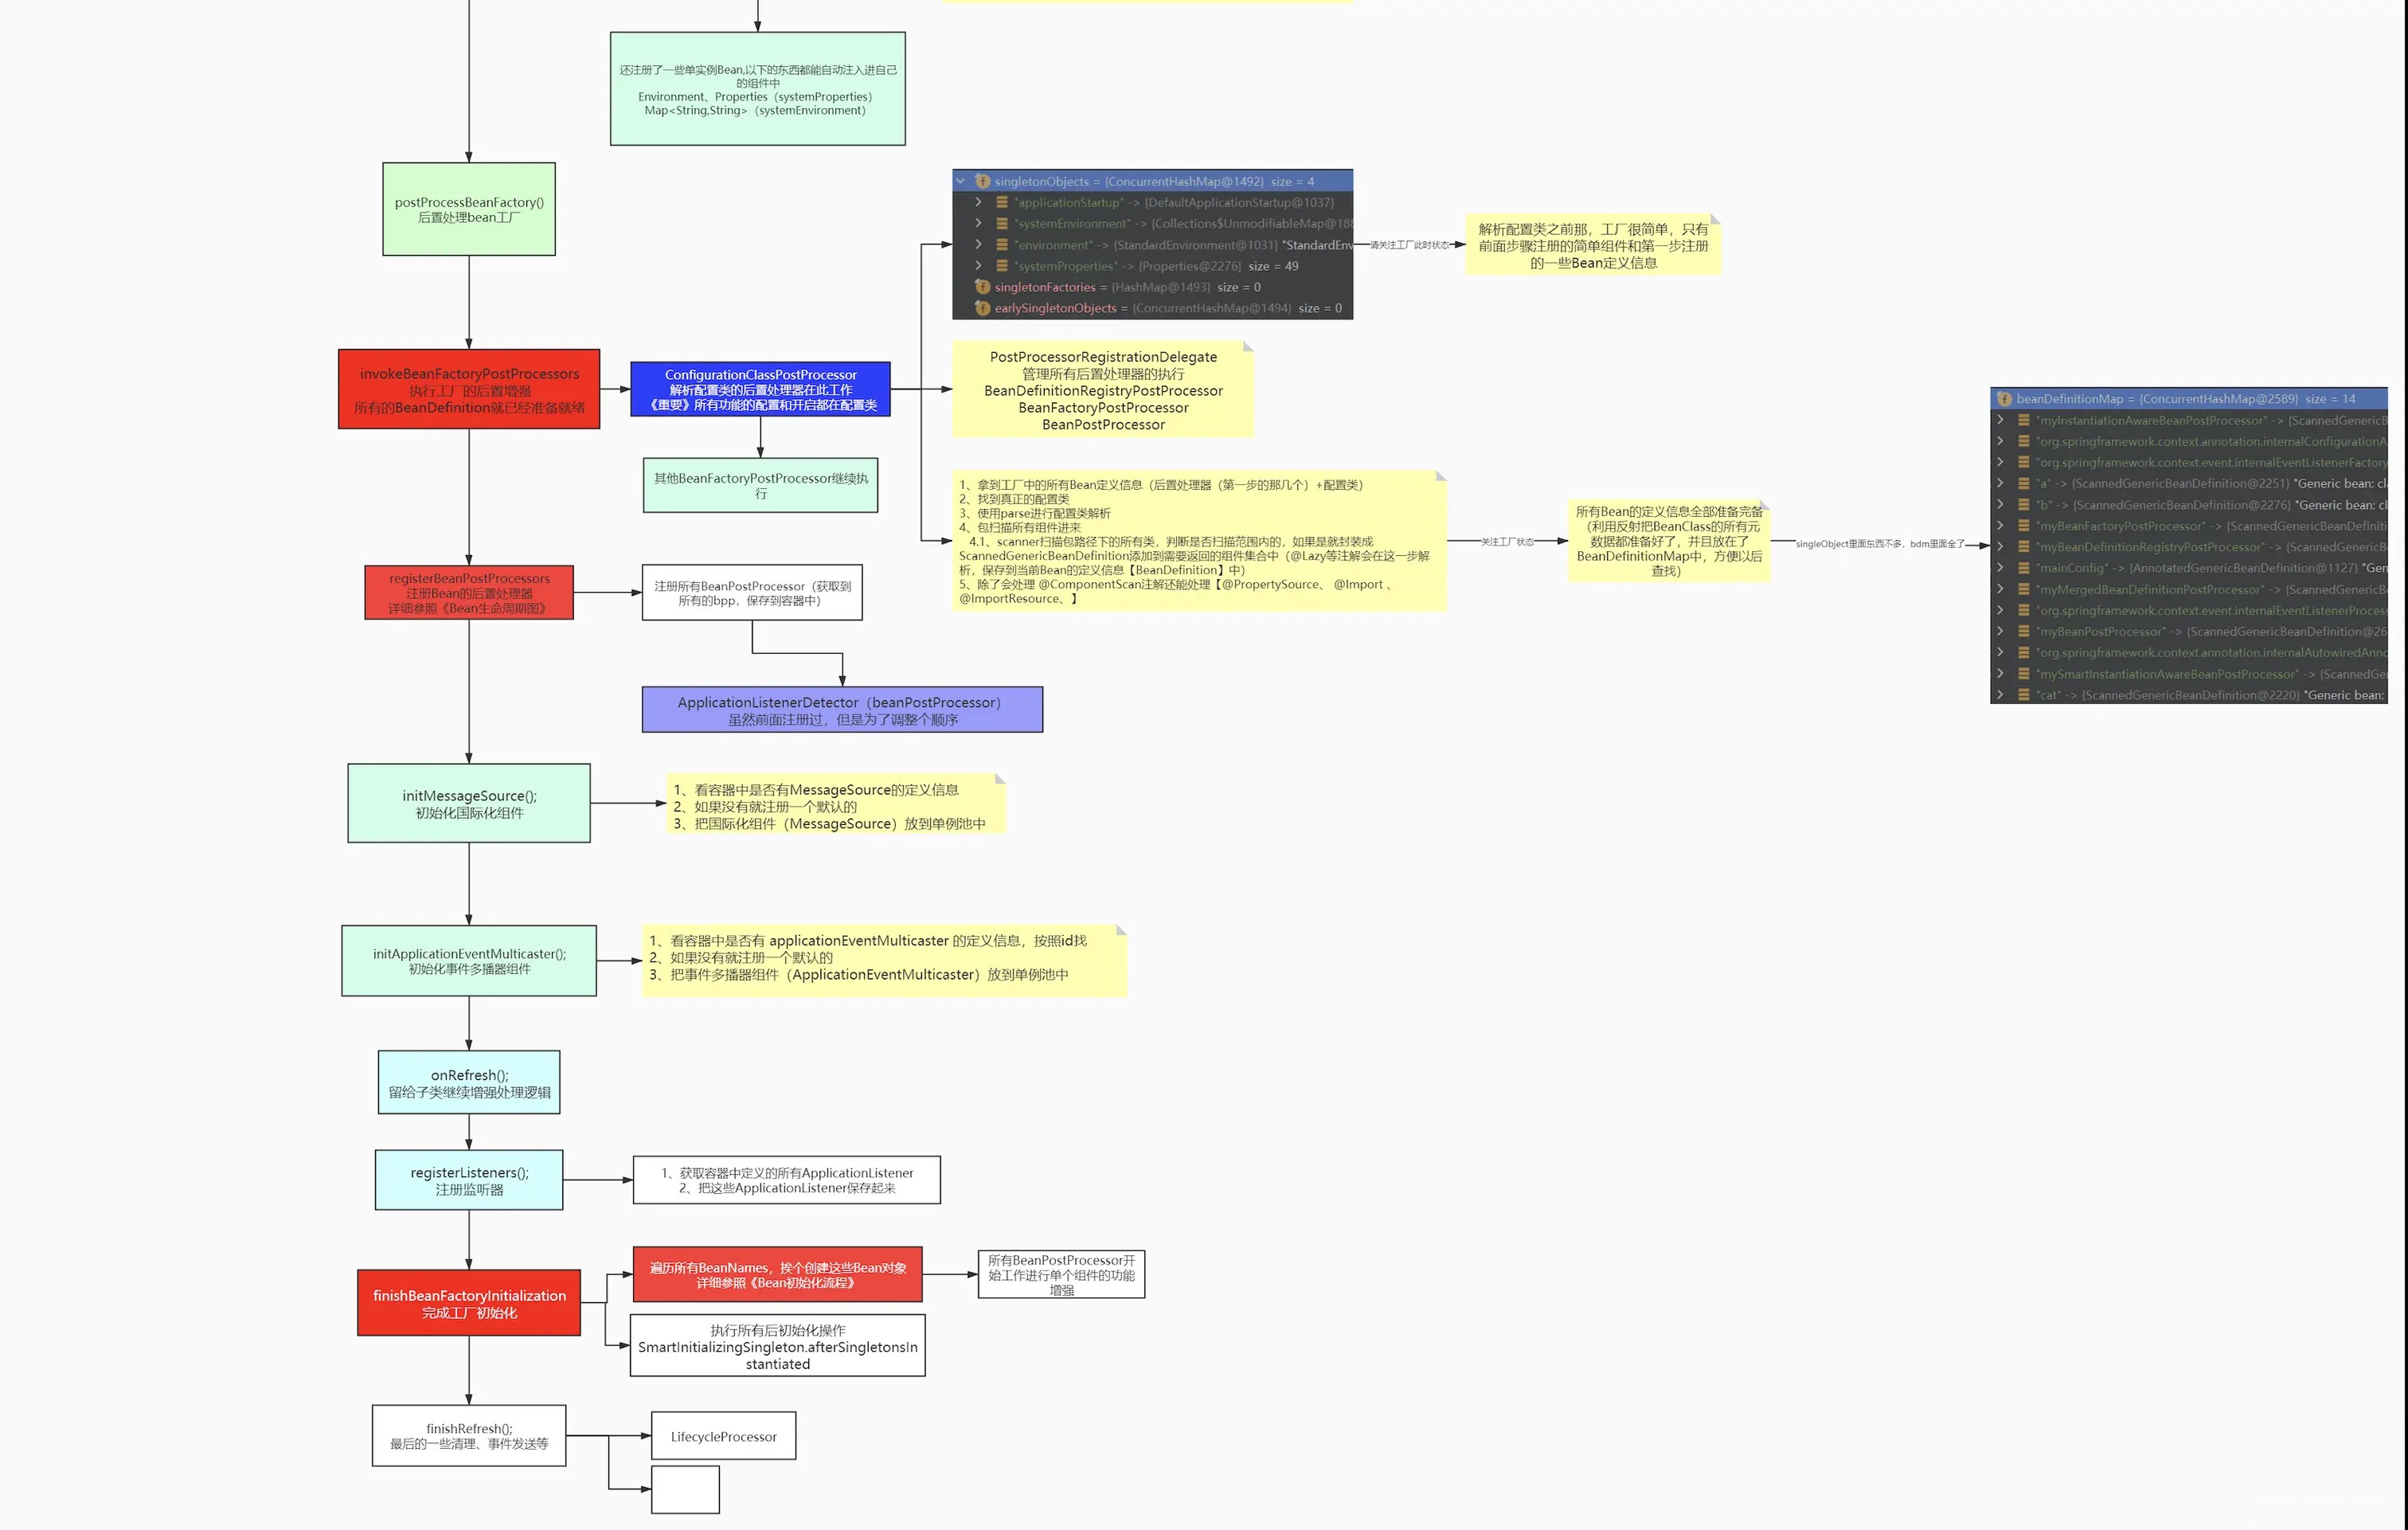 还注册了一些单实例Bean,以下的东西都能自动注入进自己
的组件中
Environment、Properties（systemProperties）
Map<String,String>（systemEnvironment）
postProcessBeanFactory()
后置处理bean工厂
singletonObjects = {ConcurrentHashMap@1492} size = 4
"applicationStartup" -> {DefaultApplicationStartup@1037}
"systemEnvironment" -> {Collections$UnmodifiableMap@188
"environment" -> {StandardEnvironment@1031} "StandardEnv
"systemProperties" -> {Properties@2276} size = 49
singletonFactories = {HashMap@1493} size = 0
earlySingletonObjects = {ConcurrentHashMap@1494} size = 0
请关注工厂此时状态
解析配置类之前那，工厂很简单，只有
前面步骤注册的简单组件和第一步注册
的一些Bean定义信息
invokeBeanFactoryPostProcessors
执行工厂的后置增强
所有的BeanDefinition就已经准备就绪
ConfigurationClassPostProcessor
解析配置类的后置处理器在此工作
《重要》所有功能的配置和开启都在配置类
PostProcessorRegistrationDelegate
管理所有后置处理器的执行
BeanDefinitionRegistryPostProcessor
BeanFactoryPostProcessor
BeanPostProcessor
其他BeanFactoryPostProcessor继续执
行
1、拿到工厂中的所有Bean定义信息（后置处理器（第一步的那几个）+配置类）
2、找到真正的配置类
3、使用parse进行配置类解析
4、包扫描所有组件进来
4.1、scanner扫描包路径下的所有类，判断是否扫描范围内的，如果是就封装成
ScannedGenericBeanDefinition添加到需要返回的组件集合中（@Lazy等注解会在这一步解
析，保存到当前Bean的定义信息【BeanDefinition】中）
5、除了会处理 @ComponentScan注解还能处理【@PropertySource、 @Import 、
@ImportResource、】
关注工厂状态
所有Bean的定义信息全部准备完备
（利用反射把BeanClass的所有元
数据都准备好了，并且放在了
BeanDefinitionMap中，方便以后
查找）
singleObject里面东西不多，bdm里面全了
beanDefinitionMap = {ConcurrentHashMap@2589} size = 14
"myInstantiationAwareBeanPostProcessor" -> {ScannedGenericB
"org.springframework.context.annotation.internalConfigurationA
"org.springframework.context.event.internalEventListenerFactory
"a" -> {ScannedGenericBeanDefinition@2251} "Generic bean: cl
"b" -> {ScannedGenericBeanDefinition@2276} "Generic bean: cl
"myBeanFactoryPostProcessor" -> {ScannedGenericBeanDefiniti
"myBeanDefinitionRegistryPostProcessor" -> {ScannedGenericB
"mainConfig" -> {AnnotatedGenericBeanDefinition@1127} "Gen
"myMergedBeanDefinitionPostProcessor" -> {ScannedGenericB
"org.springframework.context.event.internalEventListenerProces
"myBeanPostProcessor" -> {ScannedGenericBeanDefinition@26
"org.springframework.context.annotation.internalAutowiredAnno
"mySmartInstantiationAwareBeanPostProcessor" -> {ScannedGe
"cat" -> {ScannedGenericBeanDefinition@2220} "Generic bean:
registerBeanPostProcessors
注册Bean的后置处理器
详细参照《Bean生命周期图》
注册所有BeanPostProcessor（获取到
所有的bpp，保存到容器中）
ApplicationListenerDetector（beanPostProcessor）
虽然前面注册过，但是为了调整个顺序
initMessageSource();
初始化国际化组件
1、看容器中是否有MessageSource的定义信息
2、如果没有就注册一个默认的
3、把国际化组件（MessageSource）放到单例池中
initApplicationEventMulticaster();
初始化事件多播器组件
1、看容器中是否有 applicationEventMulticaster 的定义信息，按照id找
2、如果没有就注册一个默认的
3、把事件多播器组件（ApplicationEventMulticaster）放到单例池中
onRefresh();
留给子类继续增强处理逻辑
registerListeners();
注册监听器
1、获取容器中定义的所有ApplicationListener
2、把这些ApplicationListener保存起来
finishBeanFactoryInitialization
完成工厂初始化
遍历所有BeanNames，挨个创建这些Bean对象
详细参照《Bean初始化流程》
所有BeanPostProcessor开
始工作进行单个组件的功能
增强
执行所有后初始化操作
SmartInitializingSingleton.afterSingletonsIn
stantiated
finishRefresh();
最后的一些清理、事件发送等
LifecycleProcessor